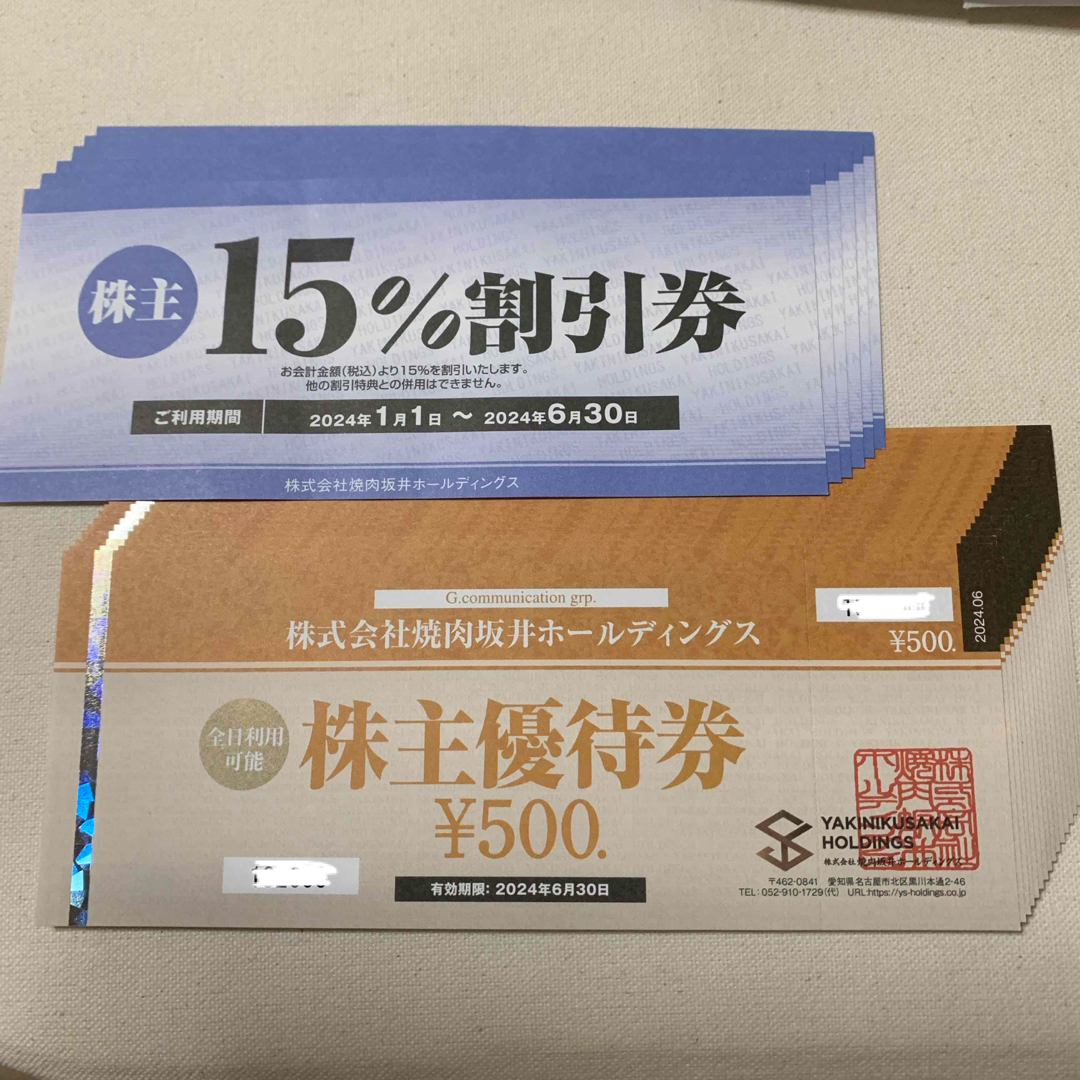 株主 15%割引券
お会計金額(税込)より15%を割引いたします。
他の割引特典との併用はできません。
ご利用期間 2024年1月1日 ～ 2024年6月30日
株式会社焼肉坂井ホールディングス
G.communication grp.
株式会社焼肉坂井ホールディングス
¥500.
2024.06
全日利用
可能
株主優待券
¥500.
有効期限: 2024年6月30日
YAKINIKUSAKAI
HOLDINGS
株式会社焼肉坂井ホールディングス
〒462-0841 愛知県名古屋市北区黒川本通2-46
TEL:052-910-1729(代) URL:https://ys-holdings.co.jp